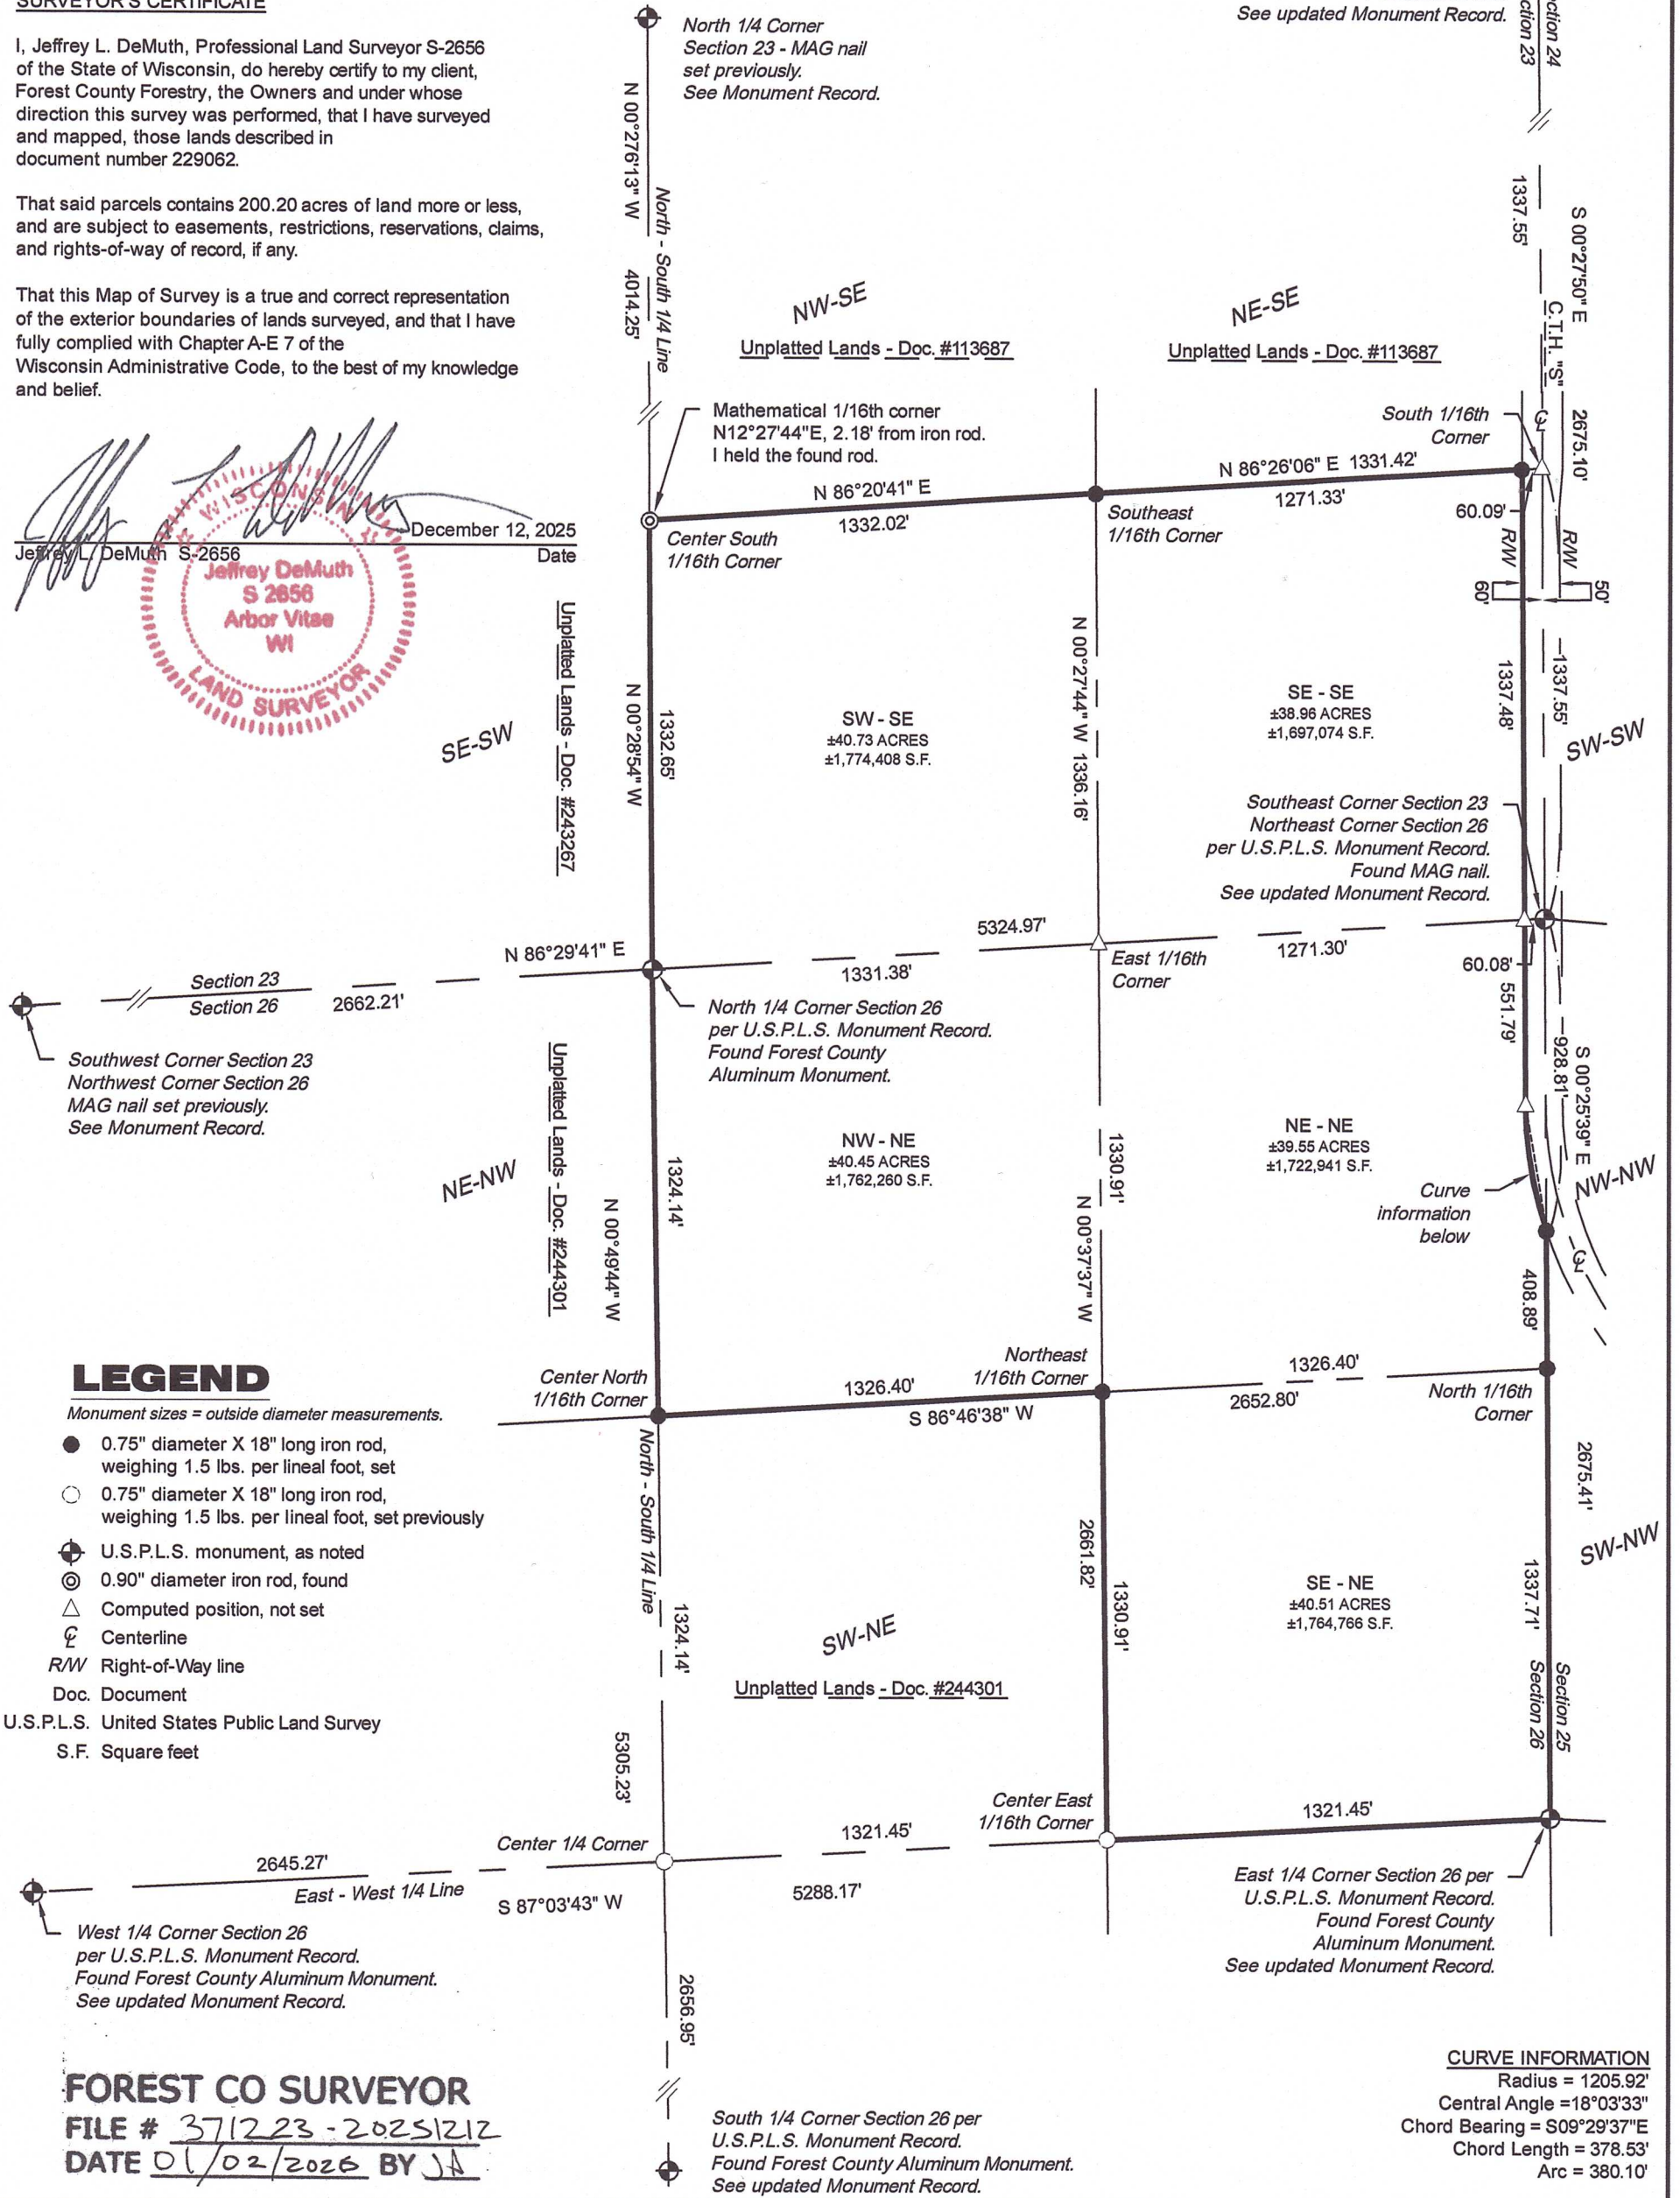 SURVEYOR'S CERTIFICATE
I, Jeffrey L. DeMuth, Professional Land Surveyor S-2656
of the State of Wisconsin, do hereby certify to my client,
Forest County Forestry, the Owners and under whose
direction this survey was performed, that I have surveyed
and mapped, those lands described in
document number 229062.
That said parcels contains 200.20 acres of land more or less,
and are subject to easements, restrictions, reservations, claims,
and rights-of-way of record, if any.
That this Map of Survey is a true and correct representation
of the exterior boundaries of lands surveyed, and that I have
fully complied with Chapter A-E 7 of the
Wisconsin Administrative Code, to the best of my knowledge
and belief.
December 12, 2025
Jeffrey L. DeMuth S-2656
Date
WISCONSIN
Jeffrey DeMuth
S 2656
Arbor Vitae
WI
LAND SURVEYOR
North 1/4 Corner
Section 23 - MAG nail
set previously.
See Monument Record.
See updated Monument Record.
ction 24
ction 23
N 00°276'13" W
4014.25'
North - South 1/4 Line
1337.55'
S 00°27'50" E
C.T.H. "S"
2675.10'
NW-SE
Unplatted Lands - Doc. #113687
NE-SE
Unplatted Lands - Doc. #113687
Mathematical 1/16th corner
N12°27'44"E, 2.18' from iron rod.
I held the found rod.
South 1/16th
Corner
N 86°20'41" E
1332.02'
N 86°26'06" E 1331.42'
1271.33'
60.09'
R/W
R/W
60'
50'
Center South
1/16th Corner
Southeast
1/16th Corner
Unplatted Lands - Doc. #243267
N 00°28'54" W
1332.65'
N 00°27'44" W 1336.16'
1337.48'
1337.55'
SE-SW
SW - SE
±40.73 ACRES
±1,774,408 S.F.
SE - SE
±38.96 ACRES
±1,697,074 S.F.
SW-SW
Southeast Corner Section 23
Northeast Corner Section 26
per U.S.P.L.S. Monument Record.
Found MAG nail.
See updated Monument Record.
N 86°29'41" E
5324.97'
1331.38'
1271.30'
East 1/16th
Corner
60.08'
551.79'
Section 23
Section 26
2662.21'
North 1/4 Corner Section 26
per U.S.P.L.S. Monument Record.
Found Forest County
Aluminum Monument.
Southwest Corner Section 23
Northwest Corner Section 26
MAG nail set previously.
See Monument Record.
928.81'
S 00°25'39" E
Unplatted Lands - Doc. #244301
N 00°49'44" W
1324.14'
NE-NW
NW - NE
±40.45 ACRES
±1,762,260 S.F.
1330.91'
N 00°37'37" W
NE - NE
±39.55 ACRES
±1,722,941 S.F.
NW-NW
Curve
information
below
408.89'
Center North
1/16th Corner
1326.40'
S 86°46'38" W
Northeast
1/16th Corner
1326.40'
2652.80'
North 1/16th
Corner
LEGEND
Monument sizes = outside diameter measurements.
0.75" diameter X 18" long iron rod,
weighing 1.5 lbs. per lineal foot, set
0.75" diameter X 18" long iron rod,
weighing 1.5 lbs. per lineal foot, set previously
U.S.P.L.S. monument, as noted
0.90" diameter iron rod, found
Computed position, not set
Centerline
R/W Right-of-Way line
Doc. Document
U.S.P.L.S. United States Public Land Survey
S.F. Square feet
North - South 1/4 Line
1324.14'
5305.23'
2661.82'
1330.91'
2675.41'
1337.71'
SW-NW
SW-NE
Unplatted Lands - Doc. #244301
SE - NE
±40.51 ACRES
±1,764,766 S.F.
Section 25
Section 26
Center 1/4 Corner
1321.45'
Center East
1/16th Corner
1321.45'
2645.27'
East - West 1/4 Line
S 87°03'43" W
5288.17'
West 1/4 Corner Section 26
per U.S.P.L.S. Monument Record.
Found Forest County Aluminum Monument.
See updated Monument Record.
East 1/4 Corner Section 26 per
U.S.P.L.S. Monument Record.
Found Forest County
Aluminum Monument.
See updated Monument Record.
2656.95'
FOREST CO SURVEYOR
FILE # 371223-20251212
DATE 01/02/2026 BY JA
South 1/4 Corner Section 26 per
U.S.P.L.S. Monument Record.
Found Forest County Aluminum Monument.
See updated Monument Record.
CURVE INFORMATION
Radius = 1205.92'
Central Angle =18°03'33"
Chord Bearing = S09°29'37"E
Chord Length = 378.53'
Arc = 380.10'